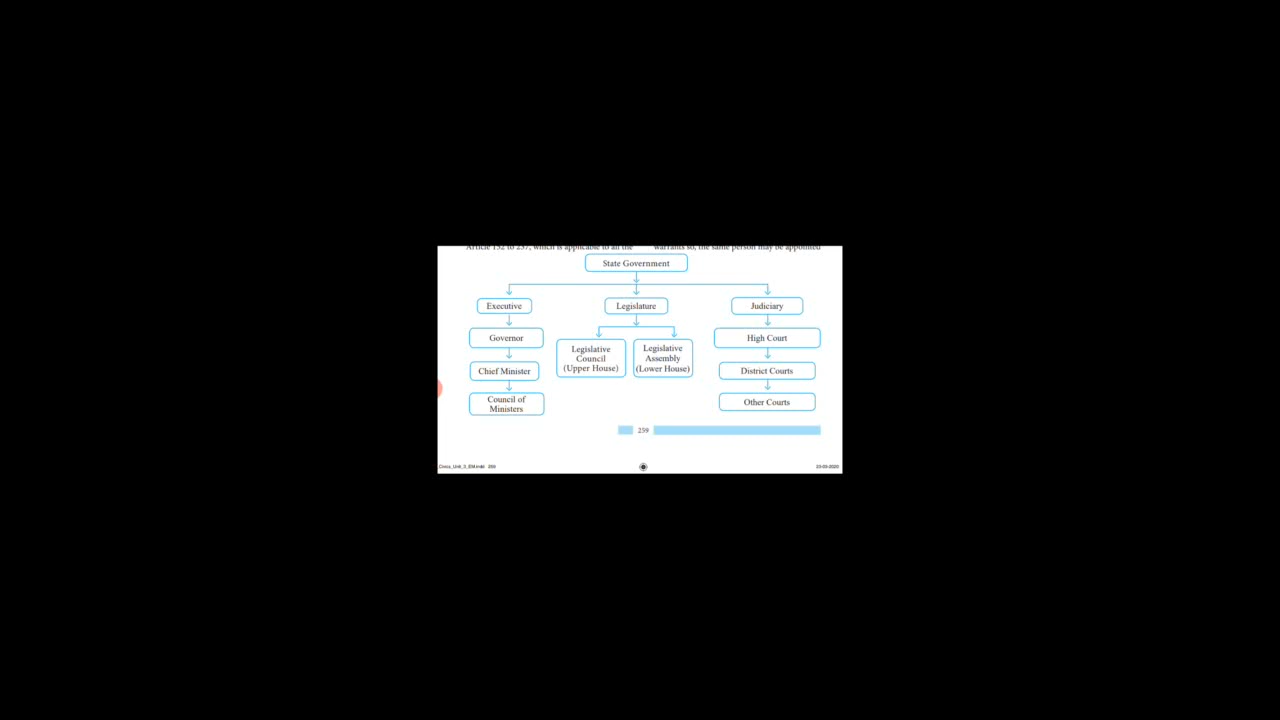 Article 152 to 237, which is applicable to all the
warrants so, the same person may be appointed
State Government
Executive
Legislature
Judiciary
Governor
High Court
Legislative
Council
(Upper House)
Legislative
Assembly
(Lower House)
Chief Minister
District Courts
Council of
Ministers
Other Courts
259